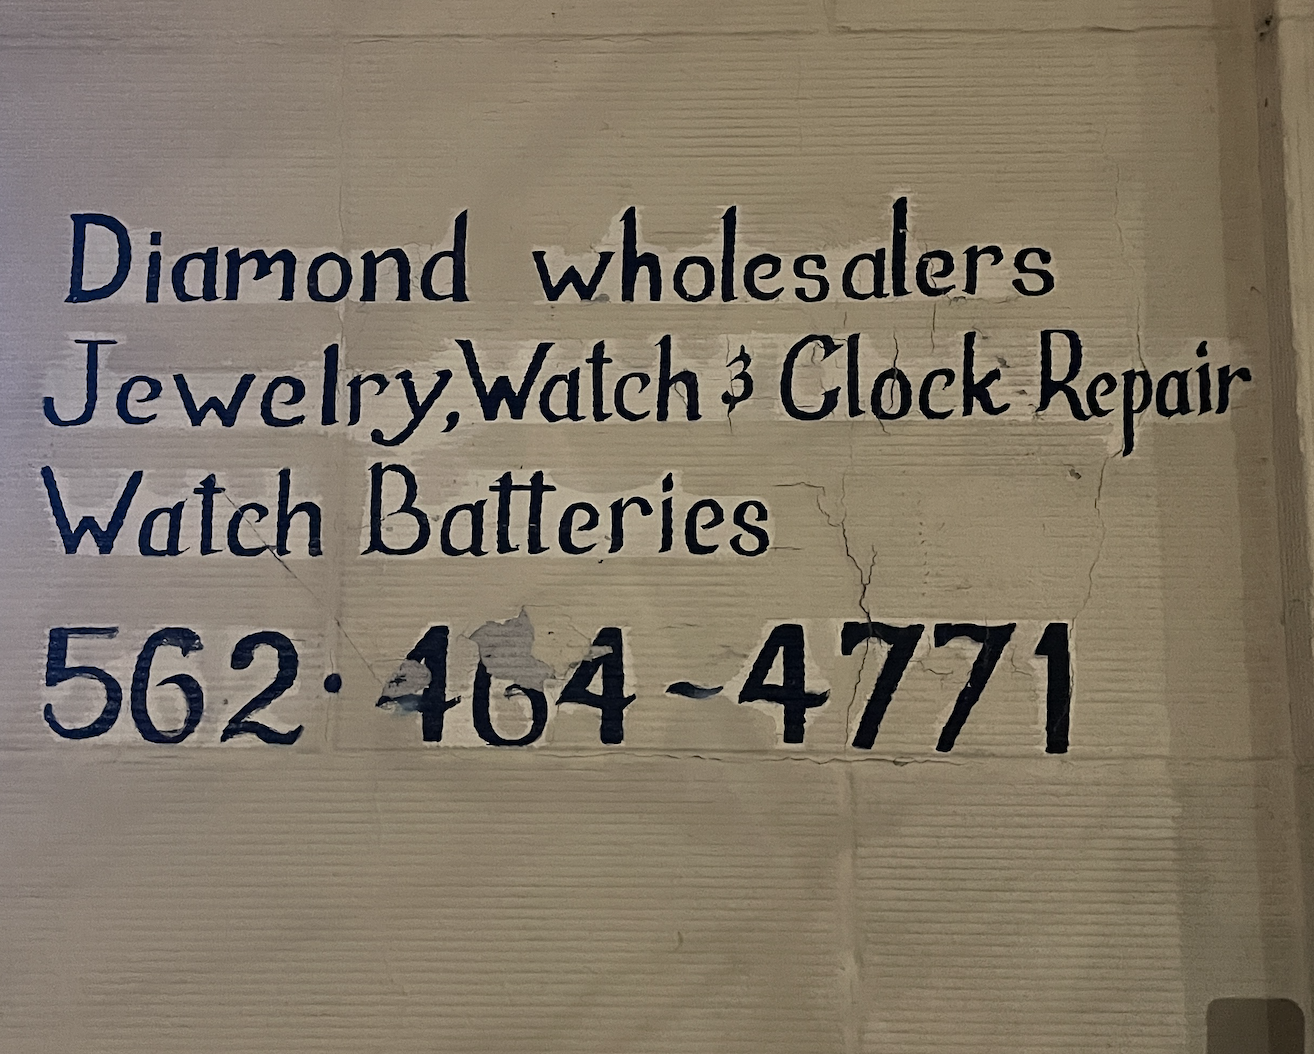 Diamond wholesalers
Jewelry, Watch & Clock Repair
Watch Batteries
562·464-4771